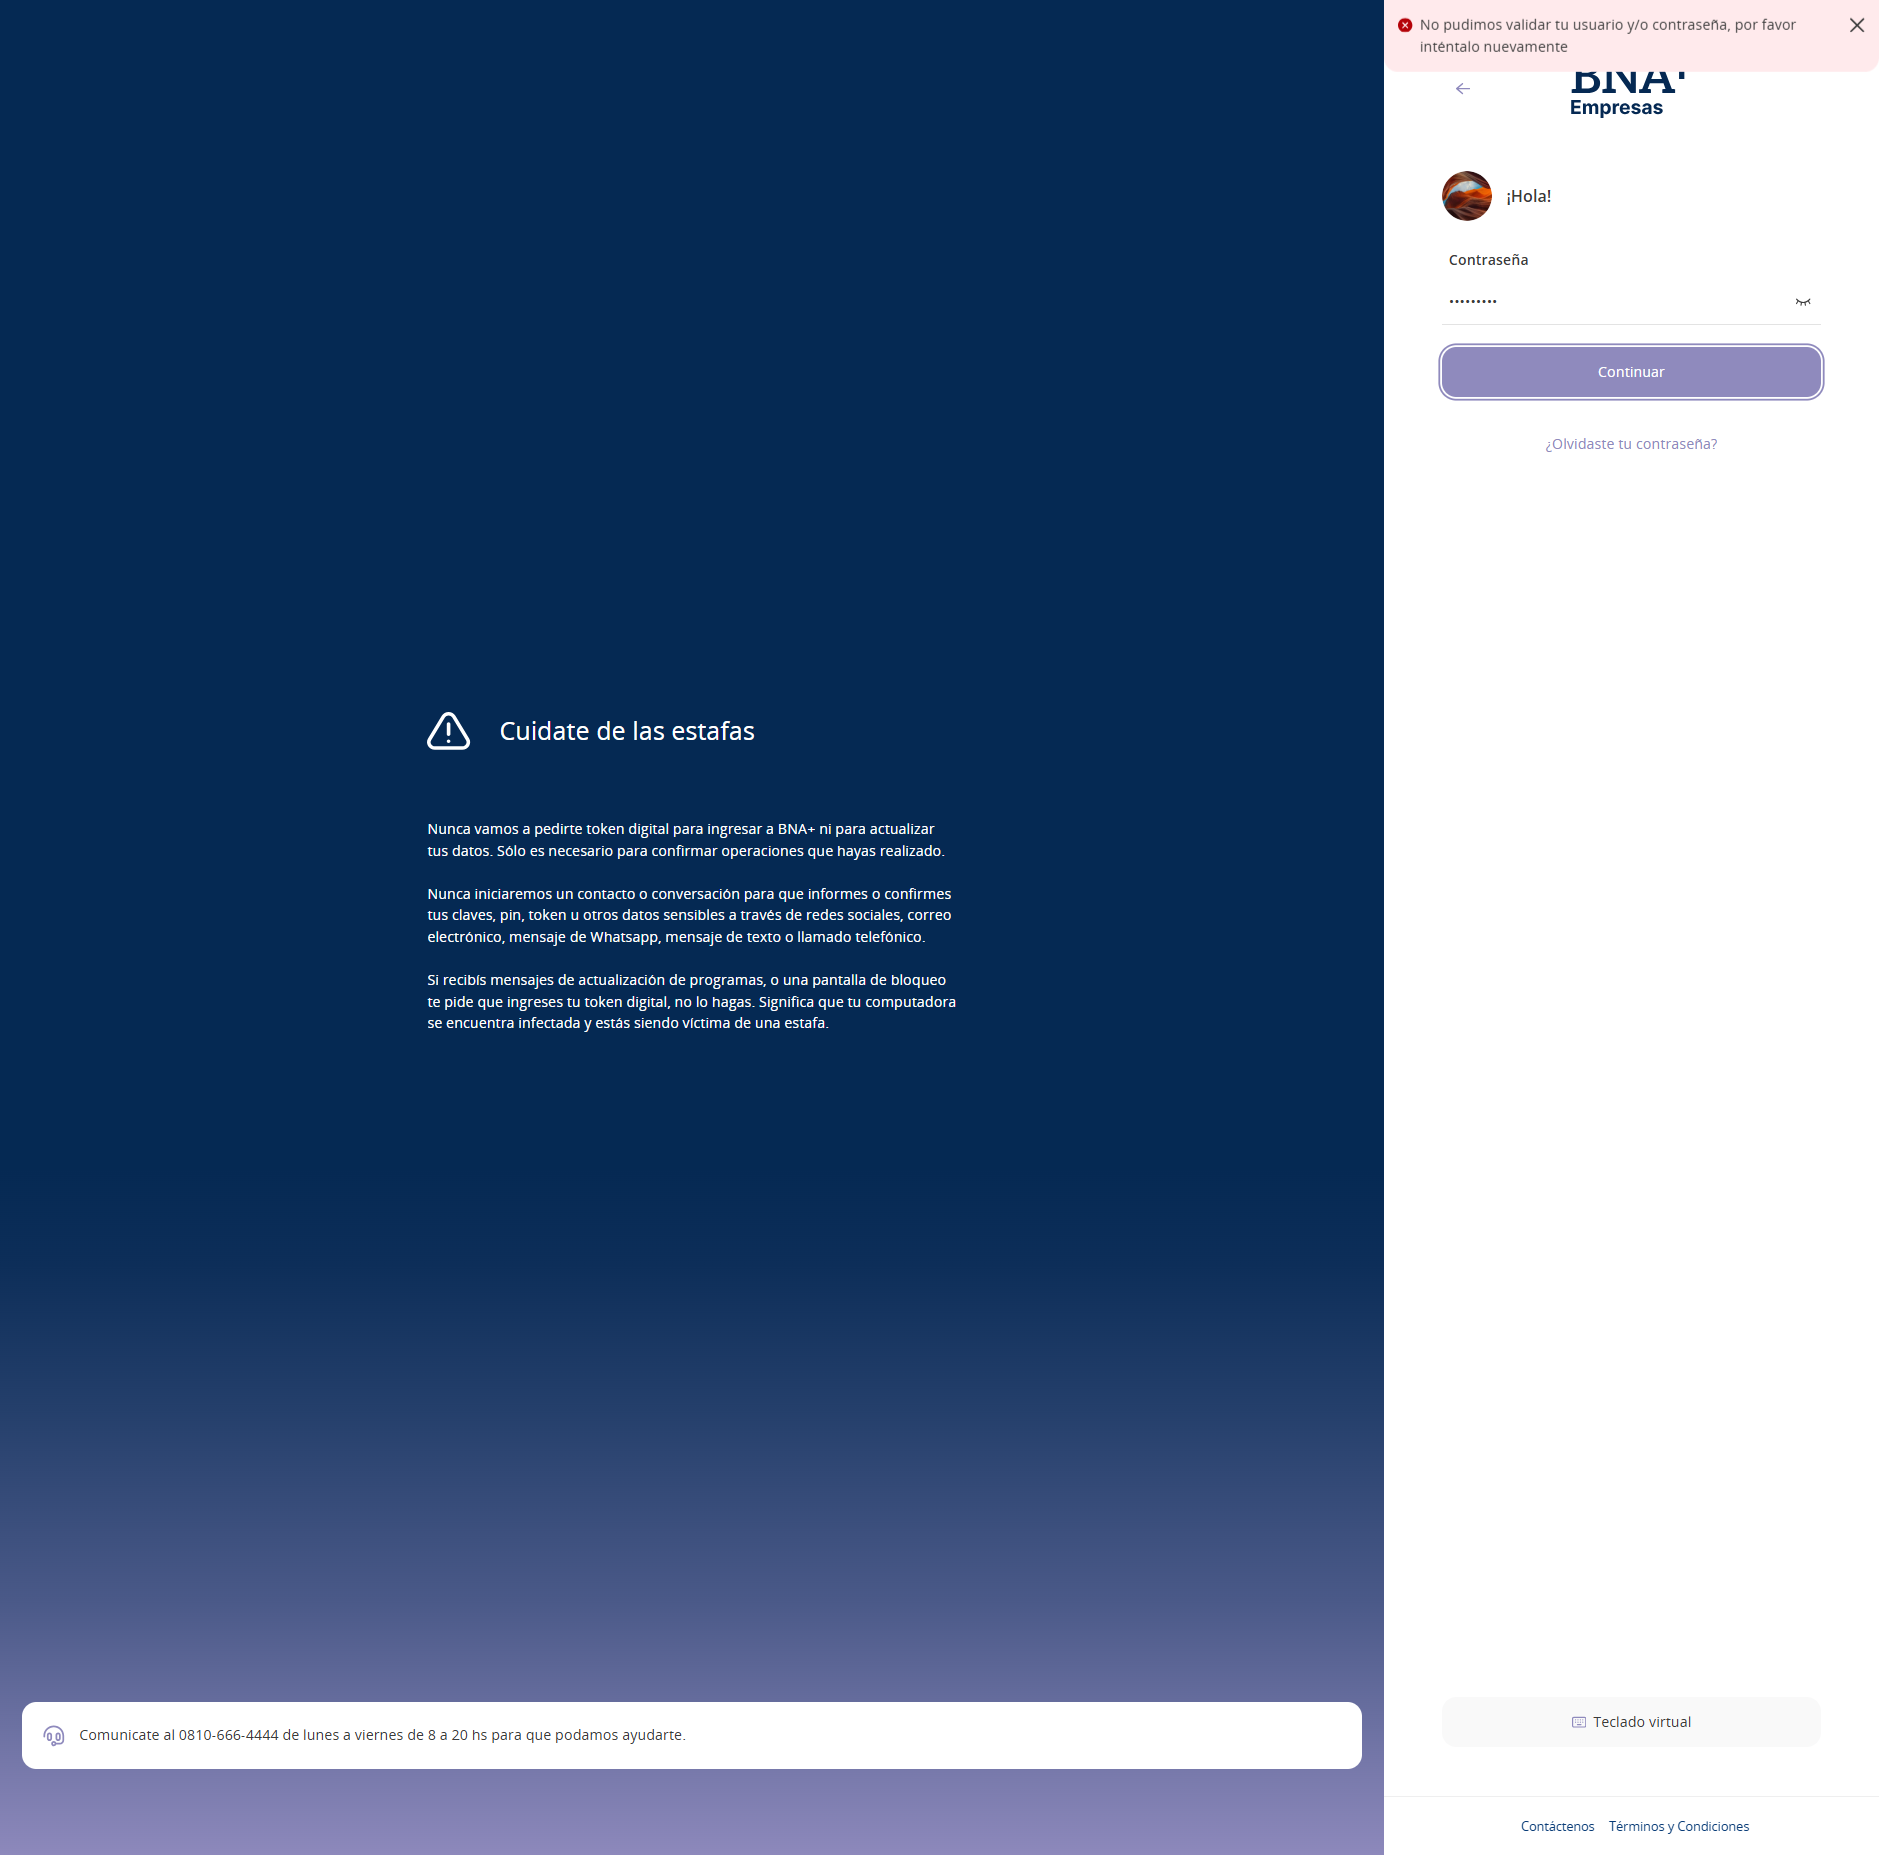 No pudimos validar tu usuario y/o contraseña, por favor
inténtalo nuevamente
BNA+
Empresas
¡Hola!
Contraseña
•••••••••
Continuar
¿Olvidaste tu contraseña?
Cuidate de las estafas
Nunca vamos a pedirte token digital para ingresar a BNA+ ni para actualizar
tus datos. Sólo es necesario para confirmar operaciones que hayas realizado.
Nunca iniciaremos un contacto o conversación para que informes o confirmes
tus claves, pin, token u otros datos sensibles a través de redes sociales, correo
electrónico, mensaje de Whatsapp, mensaje de texto o llamado telefónico.
Si recibís mensajes de actualización de programas, o una pantalla de bloqueo
te pide que ingreses tu token digital, no lo hagas. Significa que tu computadora
se encuentra infectada y estás siendo víctima de una estafa.
Comunicate al 0810-666-4444 de lunes a viernes de 8 a 20 hs para que podamos ayudarte.
Teclado virtual
Contáctenos Términos y Condiciones